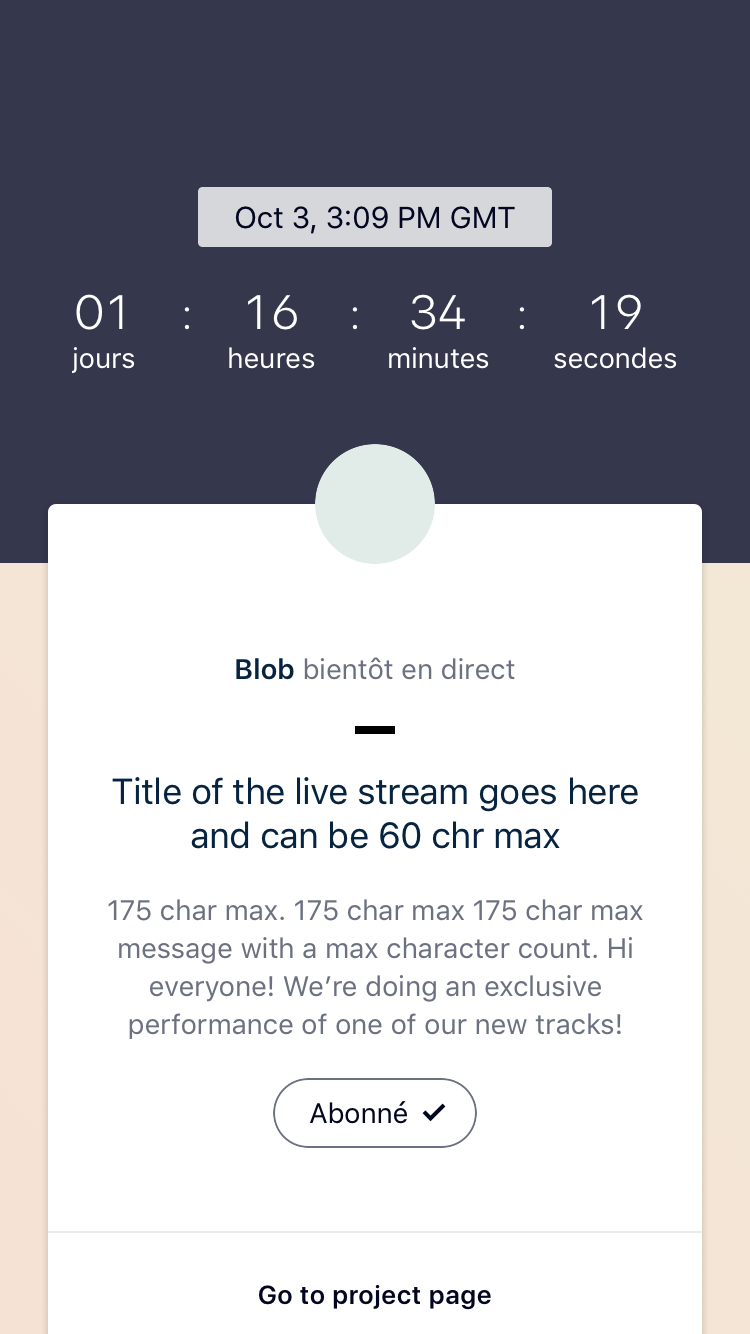 Oct 3, 3:09 PM GMT
01 : 16 : 34 : 19
jours heures minutes secondes
Blob bientôt en direct
Title of the live stream goes here
and can be 60 chr max
175 char max. 175 char max 175 char max
message with a max character count. Hi
everyone! We’re doing an exclusive
performance of one of our new tracks!
Abonné
Go to project page